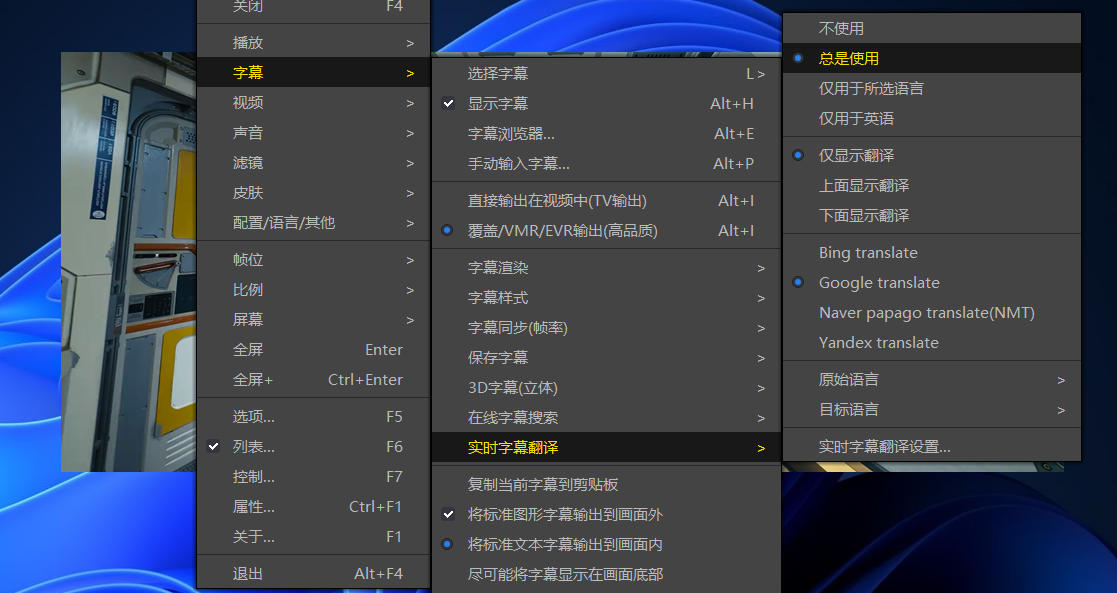 关闭 F4
播放 >
字幕 >
视频 >
声音 >
滤镜 >
皮肤 >
配置/语言/其他 >
帧位 >
比例 >
屏幕 >
全屏 Enter
全屏+ Ctrl+Enter
选项... F5
列表... F6
控制... F7
属性... Ctrl+F1
关于... F1
退出 Alt+F4
选择字幕 L >
显示字幕 Alt+H
字幕浏览器... Alt+E
手动输入字幕... Alt+P
直接输出在视频中(TV输出) Alt+I
覆盖/VMR/EVR输出(高品质) Alt+I
字幕渲染 >
字幕样式 >
字幕同步(帧率) >
保存字幕 >
3D字幕(立体) >
在线字幕搜索 >
实时字幕翻译 >
复制当前字幕到剪贴板
将标准图形字幕输出到画面外
将标准文本字幕输出到画面内
尽可能将字幕显示在画面底部
不使用
总是使用
仅用于所选语言
仅用于英语
仅显示翻译
上面显示翻译
下面显示翻译
Bing translate
Google translate
Naver papago translate(NMT)
Yandex translate
原始语言 >
目标语言 >
实时字幕翻译设置...